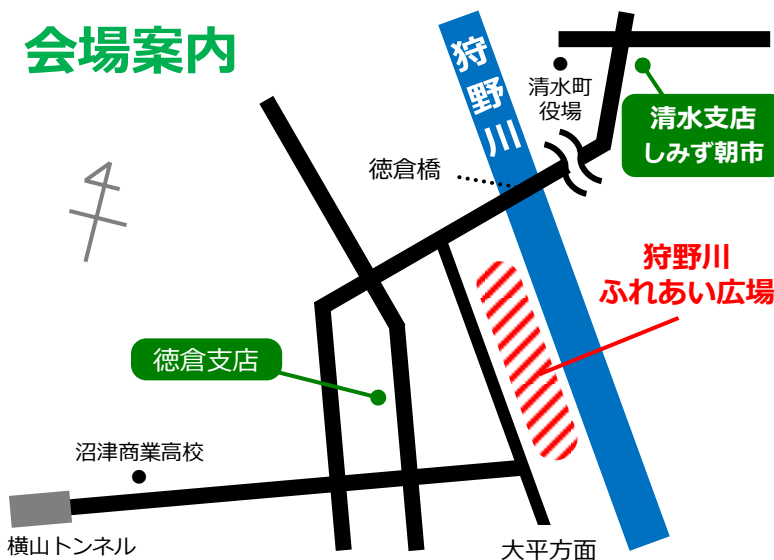 会場案内
狩野川
清水町
役場
清水支店
しみず朝市
徳倉橋
狩野川
ふれあい広場
徳倉支店
沼津商業高校
横山トンネル
大平方面